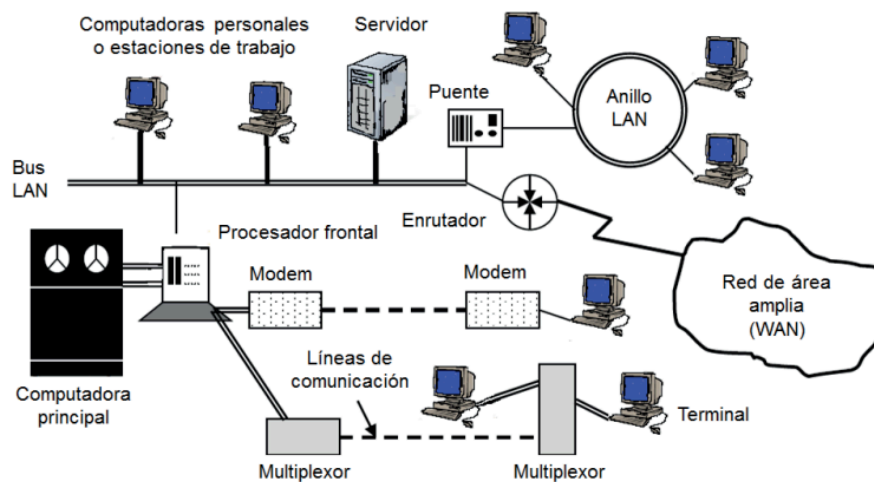 Computadoras personales
o estaciones de trabajo
Servidor
Puente
Anillo
LAN
Bus
LAN
Enrutador
Procesador frontal
Modem
Modem
Red de área
amplia
(WAN)
Líneas de
comunicación
Computadora
principal
Terminal
Multiplexor
Multiplexor